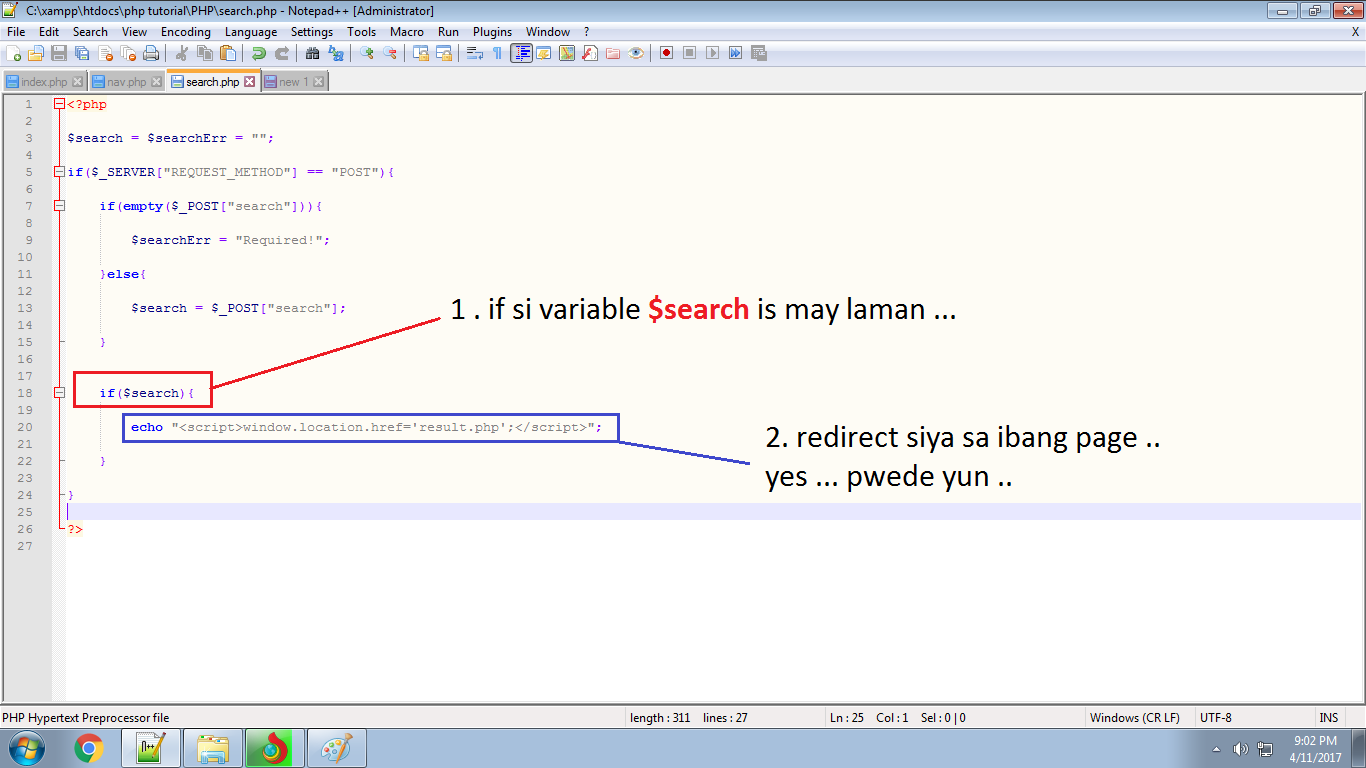 C:\xampp\htdocs\php tutorial\PHP\search.php - Notepad++ [Administrator]
File Edit Search View Encoding Language Settings Tools Macro Run Plugins Window ? X
index.php nav.php search.php new 1
1 <?php
2
3 $search = $searchErr = "";
4
5 if($_SERVER["REQUEST_METHOD"] == "POST"){
6
7 if(empty($_POST["search"])){
8
9 $searchErr = "Required!";
10
11 }else{
12
13 $search = $_POST["search"];
14
15 }
16
17
18 if($search){
19
20 echo "<script>window.location.href='result.php';</script>";
21
22 }
23
24 }
25
26 ?>
27
1 . if si variable $search is may laman ...
2. redirect siya sa ibang page ..
yes ... pwede yun ..
PHP Hypertext Preprocessor file length : 311 lines : 27 Ln : 25 Col : 1 Sel : 0 | 0 Windows (CR LF) UTF-8 INS
9:02 PM
4/11/2017